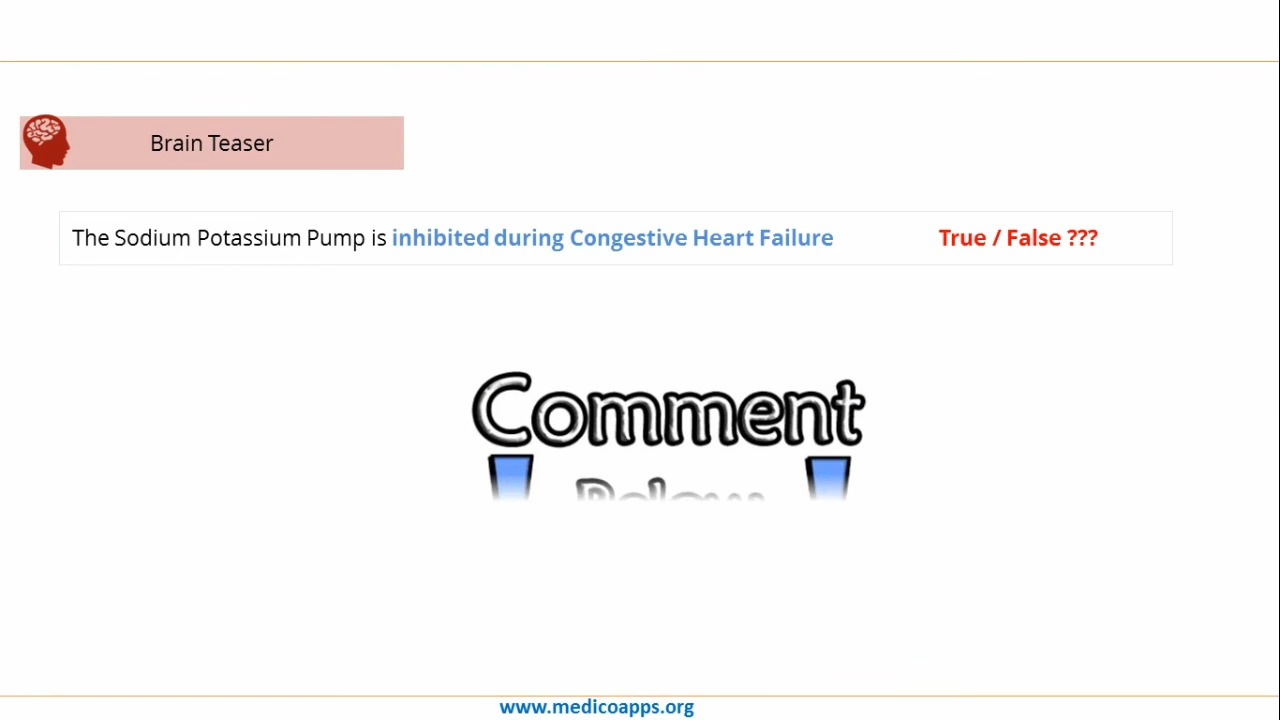 Brain Teaser
The Sodium Potassium Pump is inhibited during Congestive Heart Failure True / False ???
Comment
www.medicoapps.org